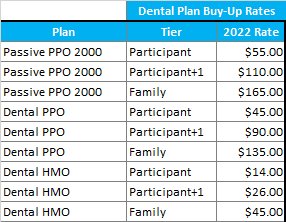 Dental Plan Buy-Up Rates
Plan Tier 2022 Rate
Passive PPO 2000 Participant $55.00
Passive PPO 2000 Participant+1 $110.00
Passive PPO 2000 Family $165.00
Dental PPO Participant $45.00
Dental PPO Participant+1 $90.00
Dental PPO Family $135.00
Dental HMO Participant $14.00
Dental HMO Participant+1 $26.00
Dental HMO Family $45.00